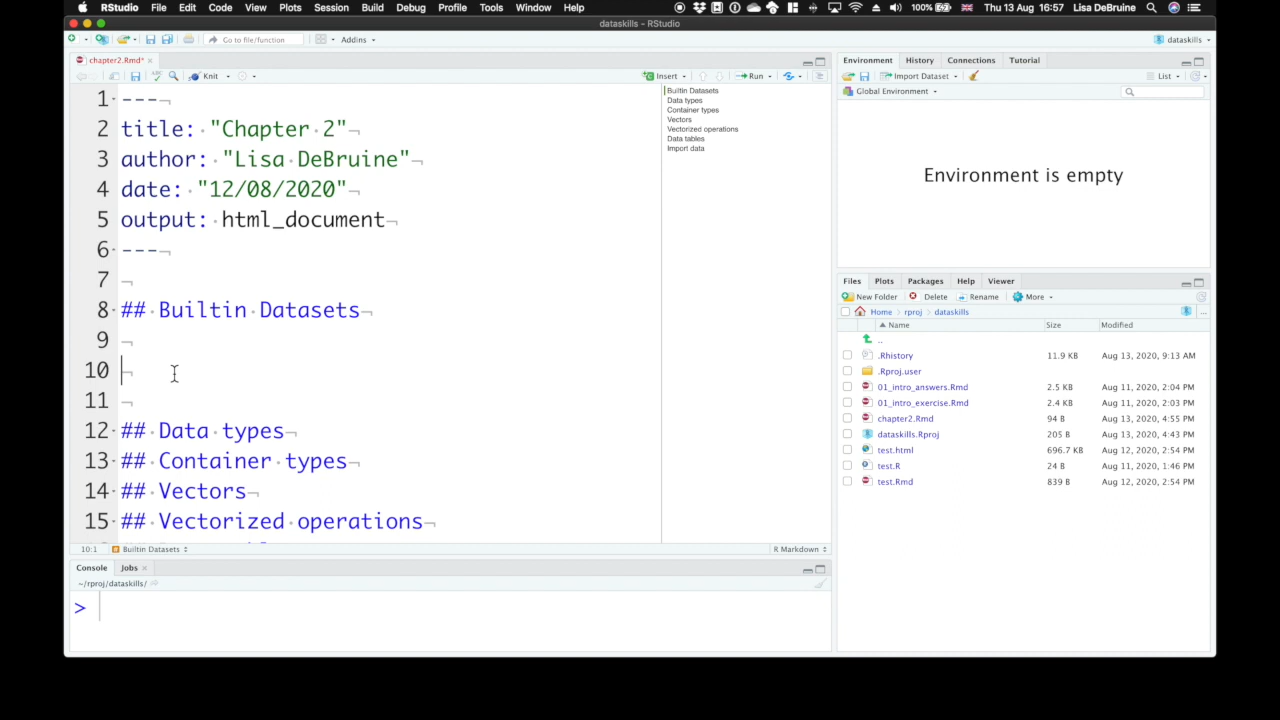 RStudio File Edit Code View Plots Session Build Debug Profile Tools Window Help 100% Thu 13 Aug 16:57 Lisa DeBruine
dataskills - RStudio
Go to file/function Addins dataskills
chapter2.Rmd*
Knit Insert Run
1 ---
2 title: "Chapter 2"
3 author: "Lisa DeBruine"
4 date: "12/08/2020"
5 output: html_document
6 ---
7
8 ## Builtin Datasets
9
10
11
12 ## Data types
13 ## Container types
14 ## Vectors
15 ## Vectorized operations
Builtin Datasets
Data types
Container types
Vectors
Vectorized operations
Data tables
Import data
10:1 Builtin Datasets R Markdown
Console Jobs
~/rproj/dataskills/
>
Environment History Connections Tutorial
Import Dataset List
Global Environment
Environment is empty
Files Plots Packages Help Viewer
New Folder Delete Rename More
Home rproj dataskills ...
Name Size Modified
..
.Rhistory 11.9 KB Aug 13, 2020, 9:13 AM
.Rproj.user
01_intro_answers.Rmd 2.5 KB Aug 11, 2020, 2:04 PM
01_intro_exercise.Rmd 2.4 KB Aug 11, 2020, 2:03 PM
chapter2.Rmd 94 B Aug 13, 2020, 4:55 PM
dataskills.Rproj 205 B Aug 13, 2020, 4:43 PM
test.html 696.7 KB Aug 12, 2020, 2:54 PM
test.R 24 B Aug 11, 2020, 1:46 PM
test.Rmd 839 B Aug 12, 2020, 2:54 PM